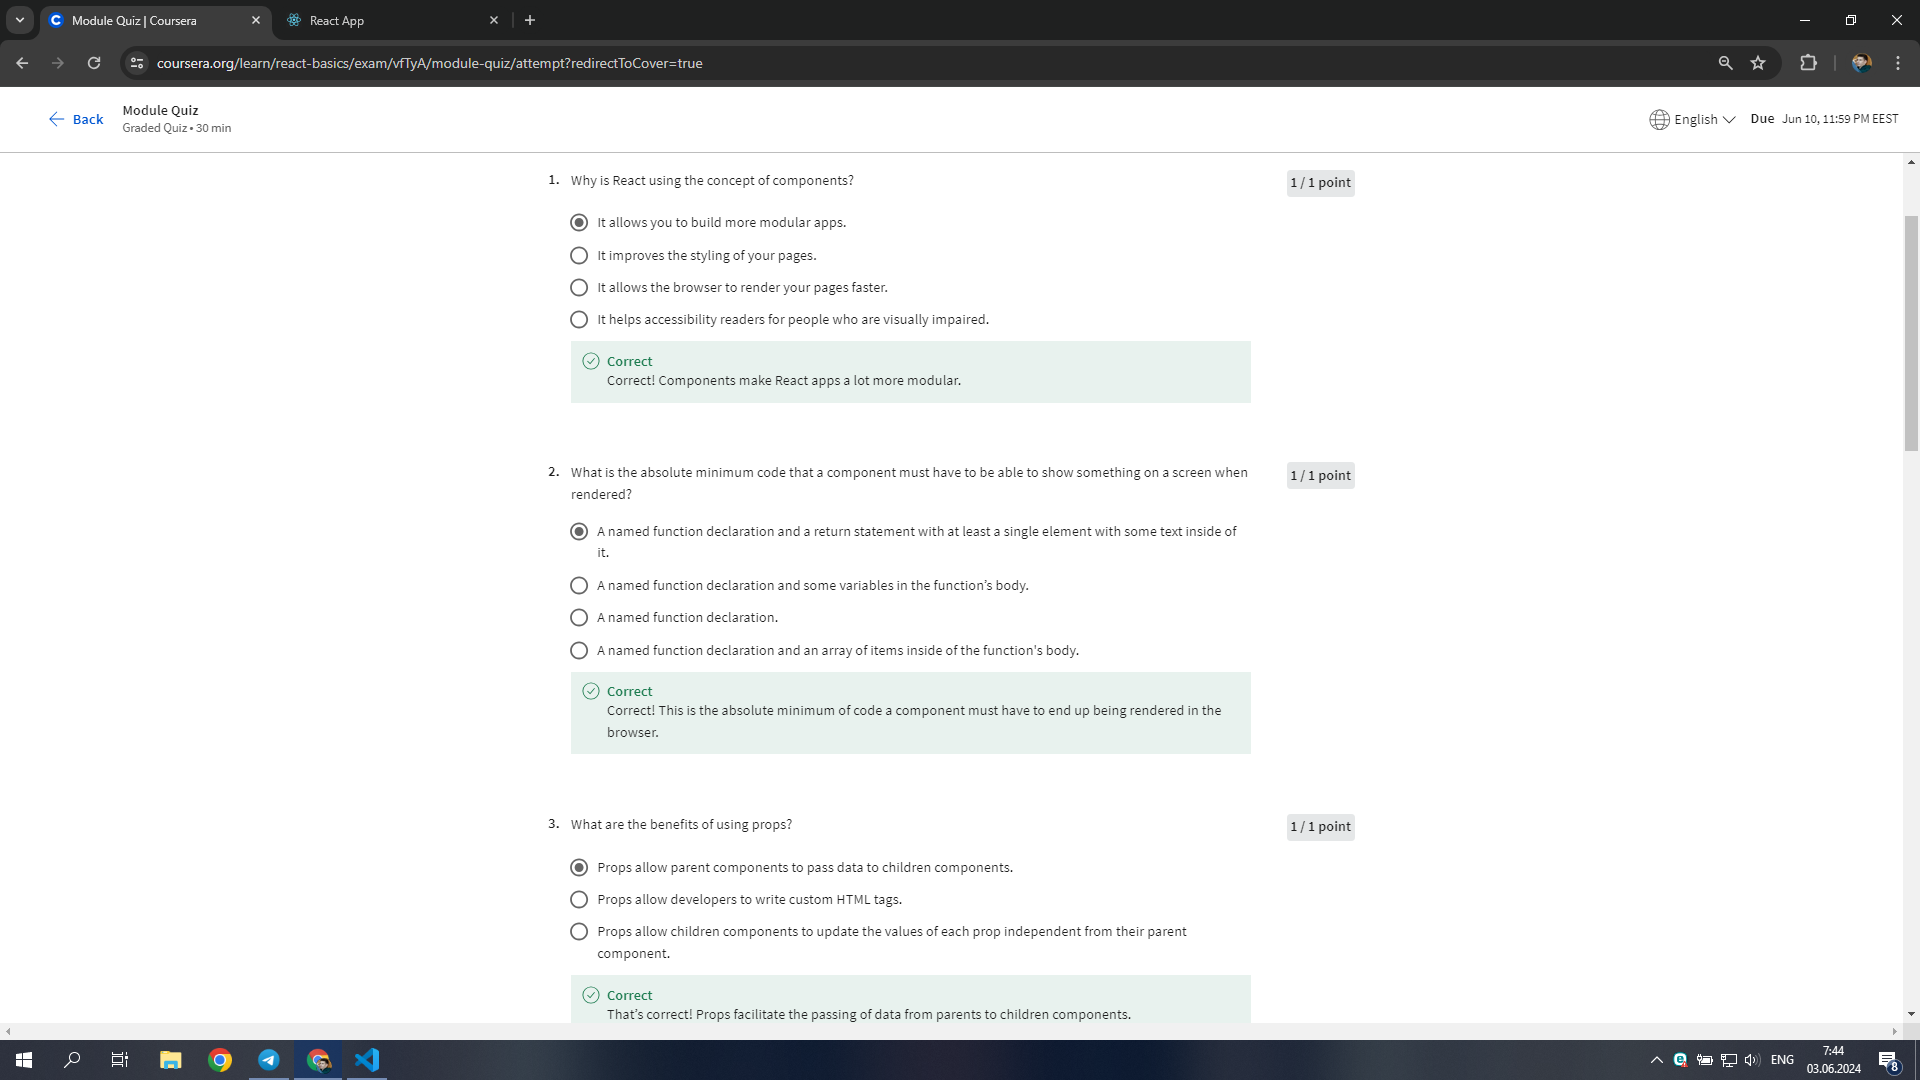 Module Quiz | Coursera
React App
coursera.org/learn/react-basics/exam/vfTyA/module-quiz/attempt?redirectToCover=true
Back
Module Quiz
Graded Quiz • 30 min
English
Due Jun 10, 11:59 PM EEST
1. Why is React using the concept of components?
1 / 1 point
It allows you to build more modular apps.
It improves the styling of your pages.
It allows the browser to render your pages faster.
It helps accessibility readers for people who are visually impaired.
Correct
Correct! Components make React apps a lot more modular.
2. What is the absolute minimum code that a component must have to be able to show something on a screen when
rendered?
1 / 1 point
A named function declaration and a return statement with at least a single element with some text inside of
it.
A named function declaration and some variables in the function’s body.
A named function declaration.
A named function declaration and an array of items inside of the function's body.
Correct
Correct! This is the absolute minimum of code a component must have to end up being rendered in the
browser.
3. What are the benefits of using props?
1 / 1 point
Props allow parent components to pass data to children components.
Props allow developers to write custom HTML tags.
Props allow children components to update the values of each prop independent from their parent
component.
Correct
That’s correct! Props facilitate the passing of data from parents to children components.
ENG
7:44
03.06.2024
8